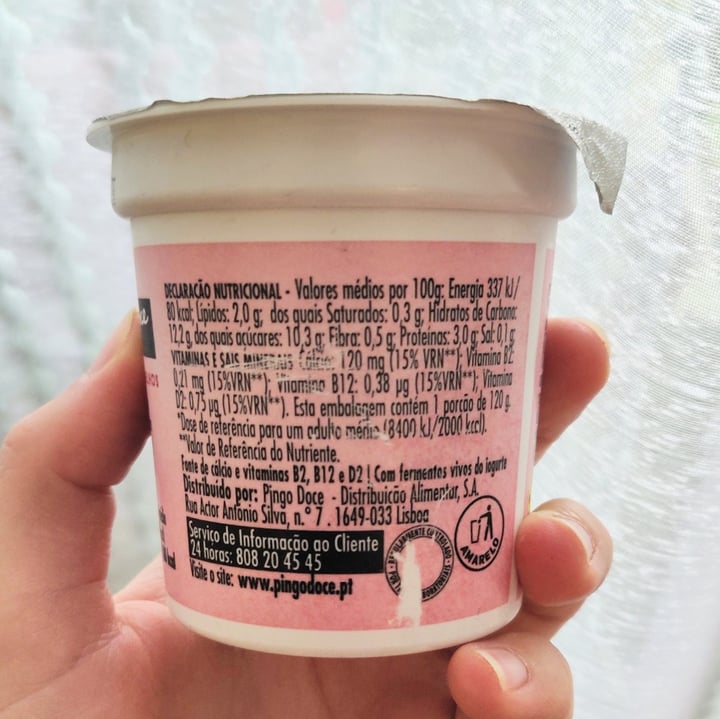 DECLARAÇÃO NUTRICIONAL - Valores médios por 100g: Energia 337 kJ/
80 kcal; Lípidos: 2,0 g; dos quais Saturados: 0,3 g; Hidratos de Carbono:
12,2 g, dos quais açúcares: 10,3 g; Fibra: 0,5 g; Proteínas: 3,0 g; Sal: 0,1 g;
VITAMINAS E SAIS MINERAIS Cálcio: 120 mg (15% VRN**); Vitamina B2:
0,21 mg (15%VRN**); Vitamina B12: 0,38 µg (15%VRN**); Vitamina
D2: 0,75 µg (15%VRN**). Esta embalagem contém 1 porção de 120 g.
*Dose de referência para um adulto médio (8400 kJ/2000 kcal).
**Valor de Referência do Nutriente.
Fonte de cálcio e vitaminas B2, B12 e D2 | Com fermentos vivos do iogurte
Distribuído por: Pingo Doce - Distribuição Alimentar, S.A.
Rua Actor António Silva, n.º 7 . 1649-033 Lisboa
Serviço de Informação ao Cliente
24 horas: 808 20 45 45
Visite o site: www.pingodoce.pt
AMARELO